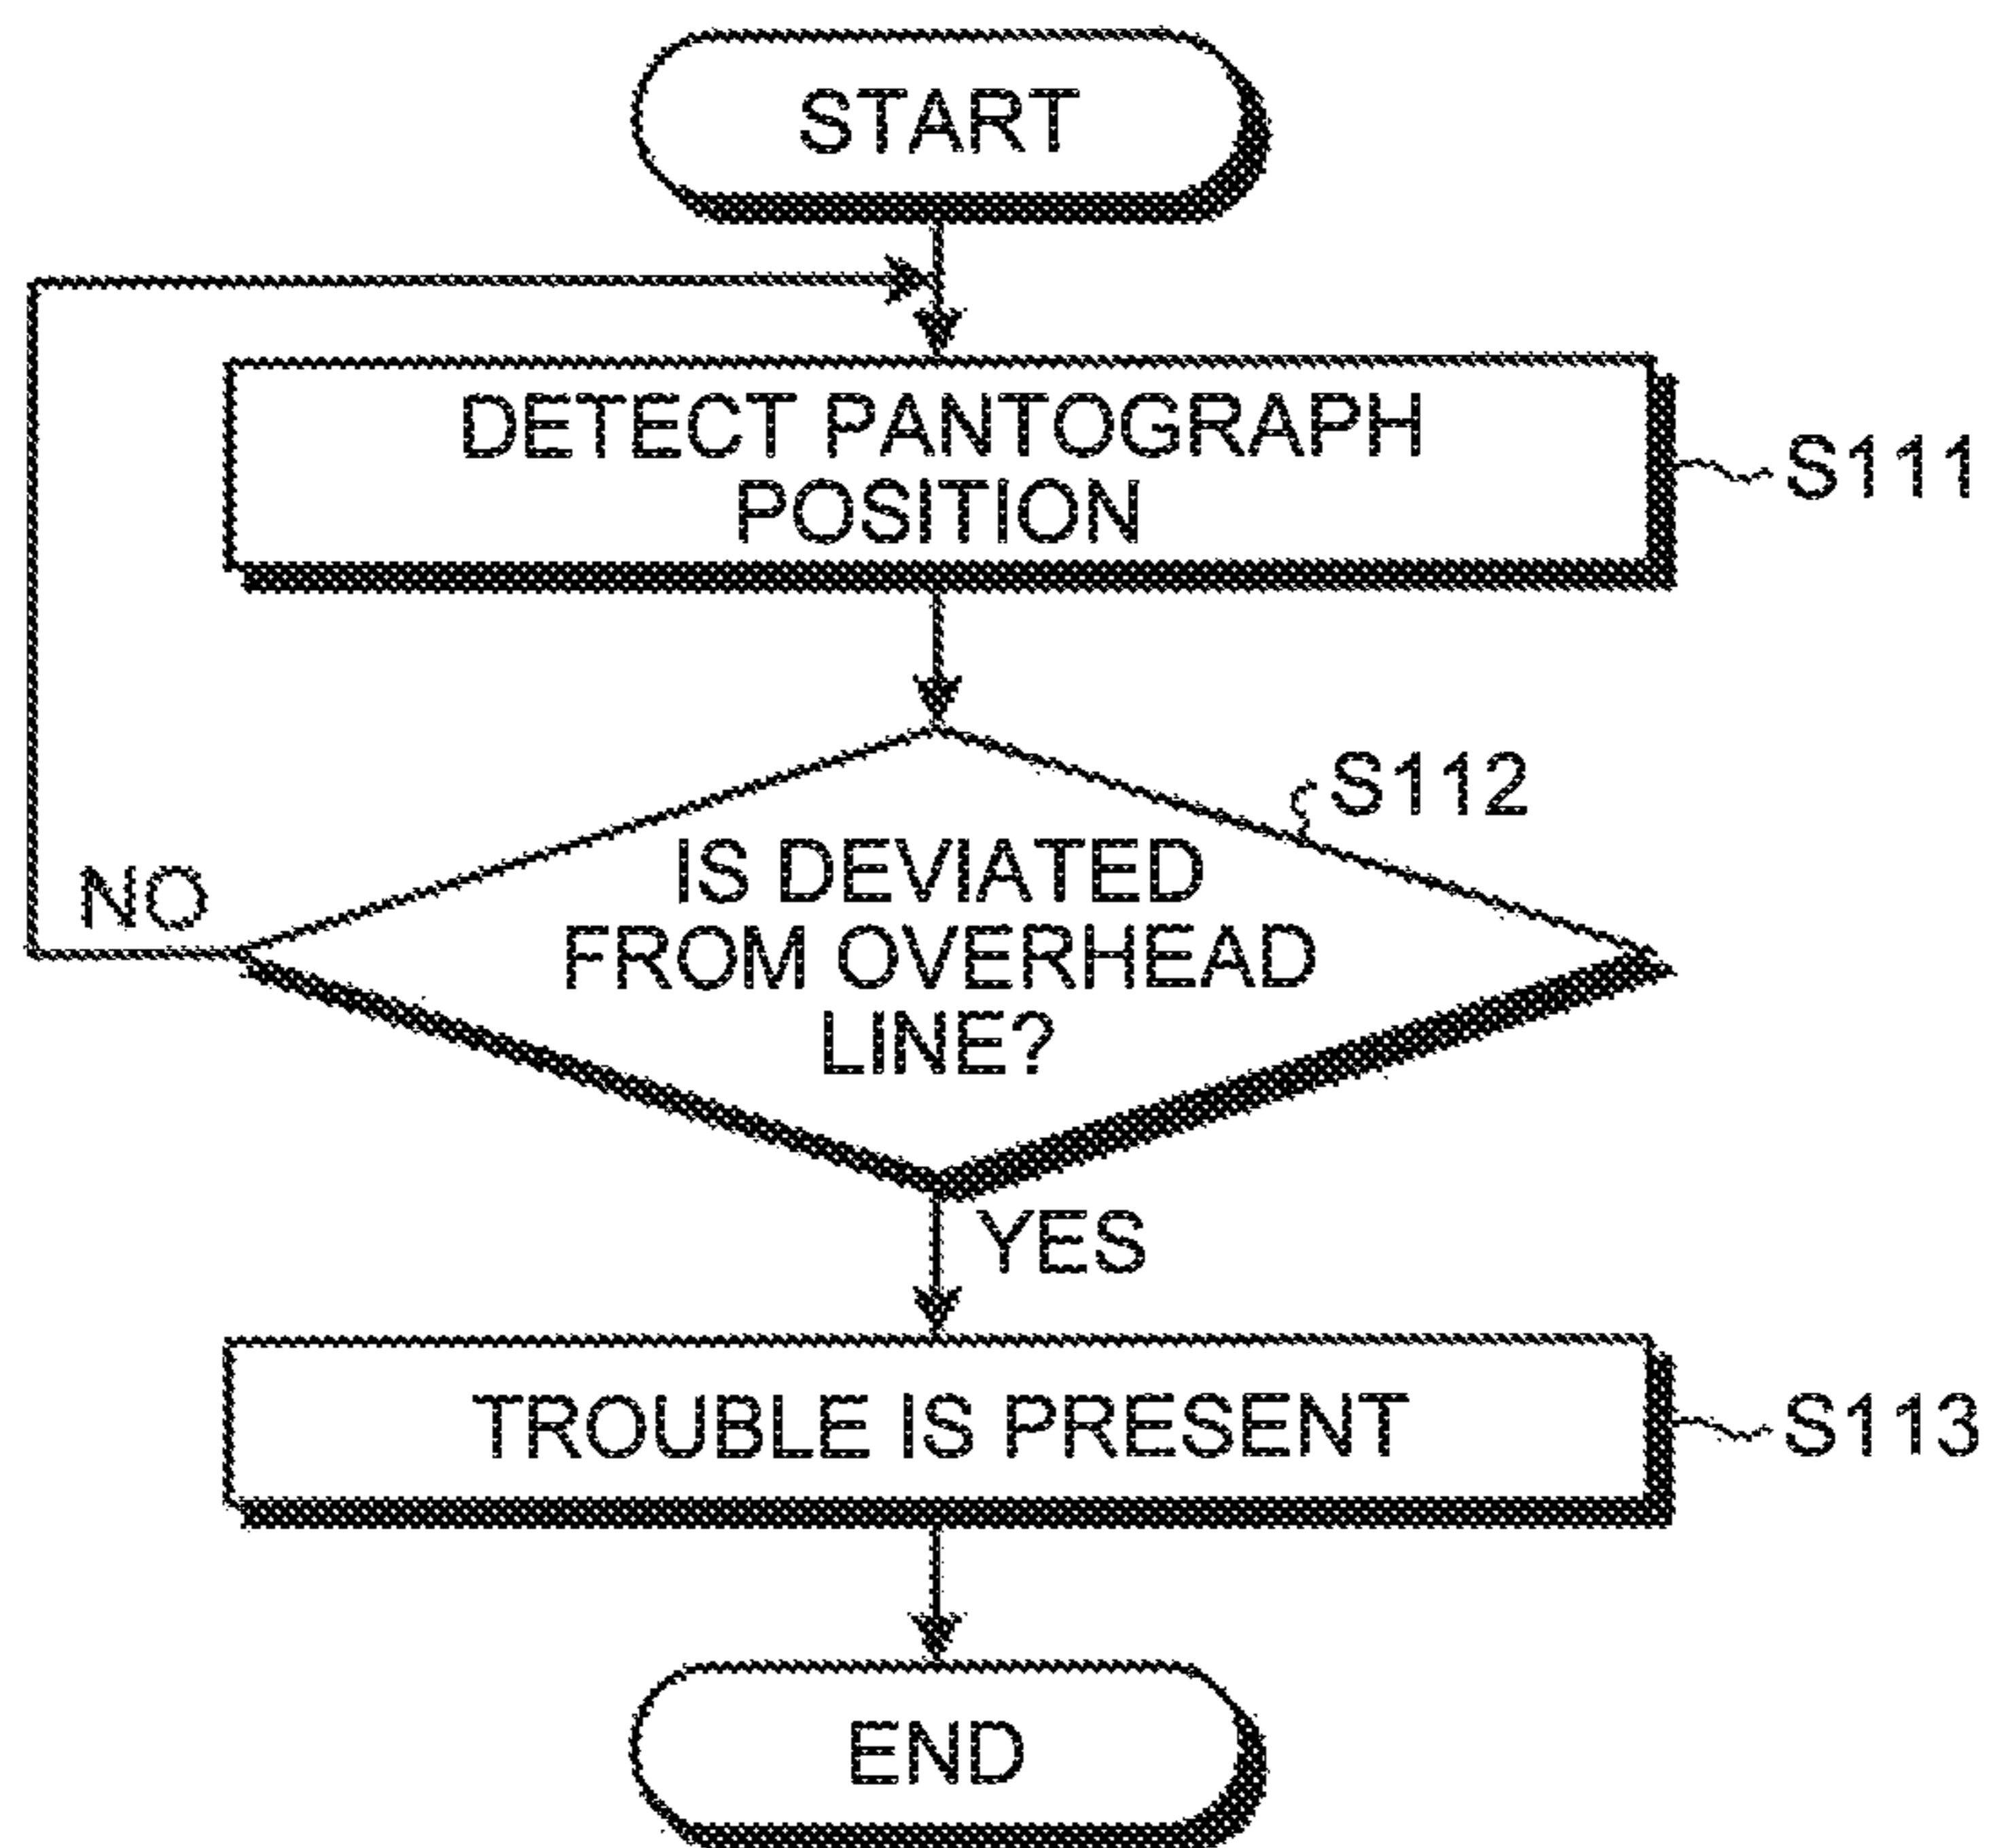 START
DETECT PANTOGRAPH
POSITION
S111
S112
IS DEVIATED
FROM OVERHEAD
LINE?
NO
YES
TROUBLE IS PRESENT
S113
END